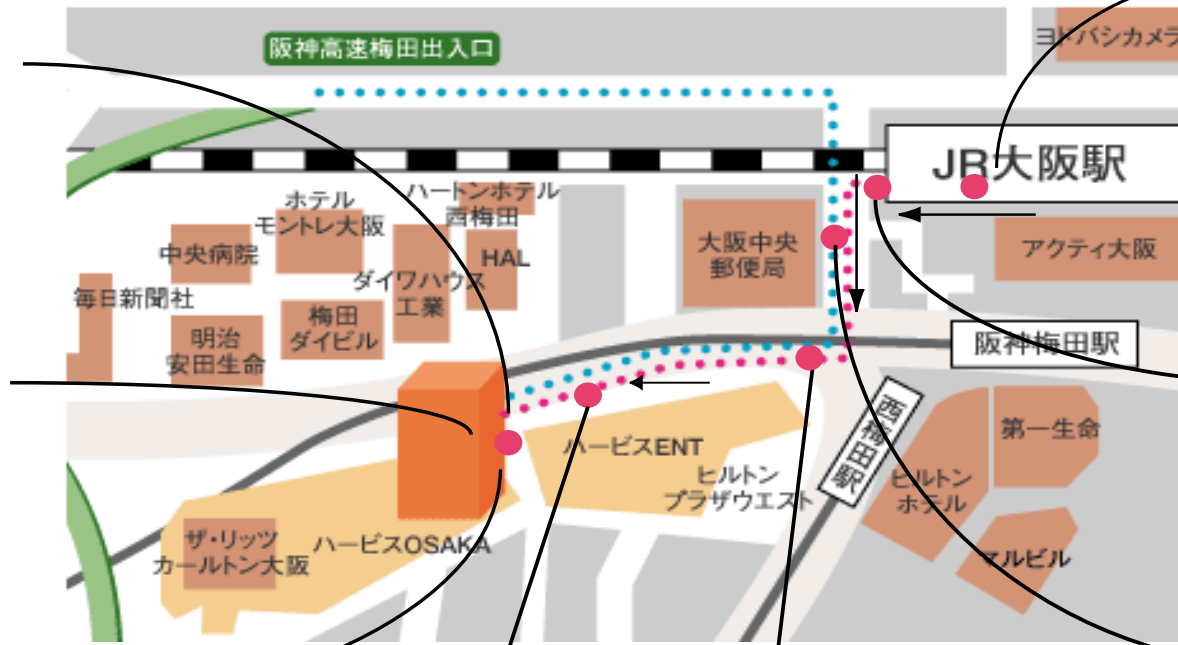 阪神高速梅田出入口
ヨドバシカメラ
JR大阪駅
ホテル
モントレ大阪
ハートンホテル
西梅田
中央病院
HAL
ダイワハウス
工業
大阪中央
郵便局
アクティ大阪
毎日新聞社
明治
安田生命
梅田
ダイビル
阪神梅田駅
西梅田駅
第一生命
ハービスENT
ヒルトン
プラザウエスト
ヒルトン
ホテル
マルビル
ザ・リッツ
カールトン大阪
ハービスOSAKA